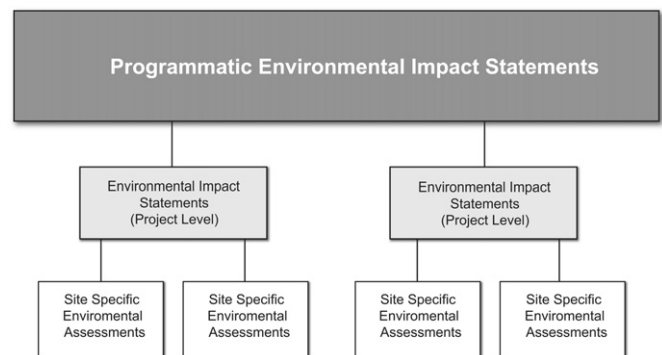 Programmatic Environmental Impact Statements
Environmental Impact
Statements
(Project Level)
Environmental Impact
Statements
(Project Level)
Site Specific
Enviromental
Assessments
Site Specific
Enviromental
Assessments
Site Specific
Enviromental
Assessments
Site Specific
Enviromental
Assessments